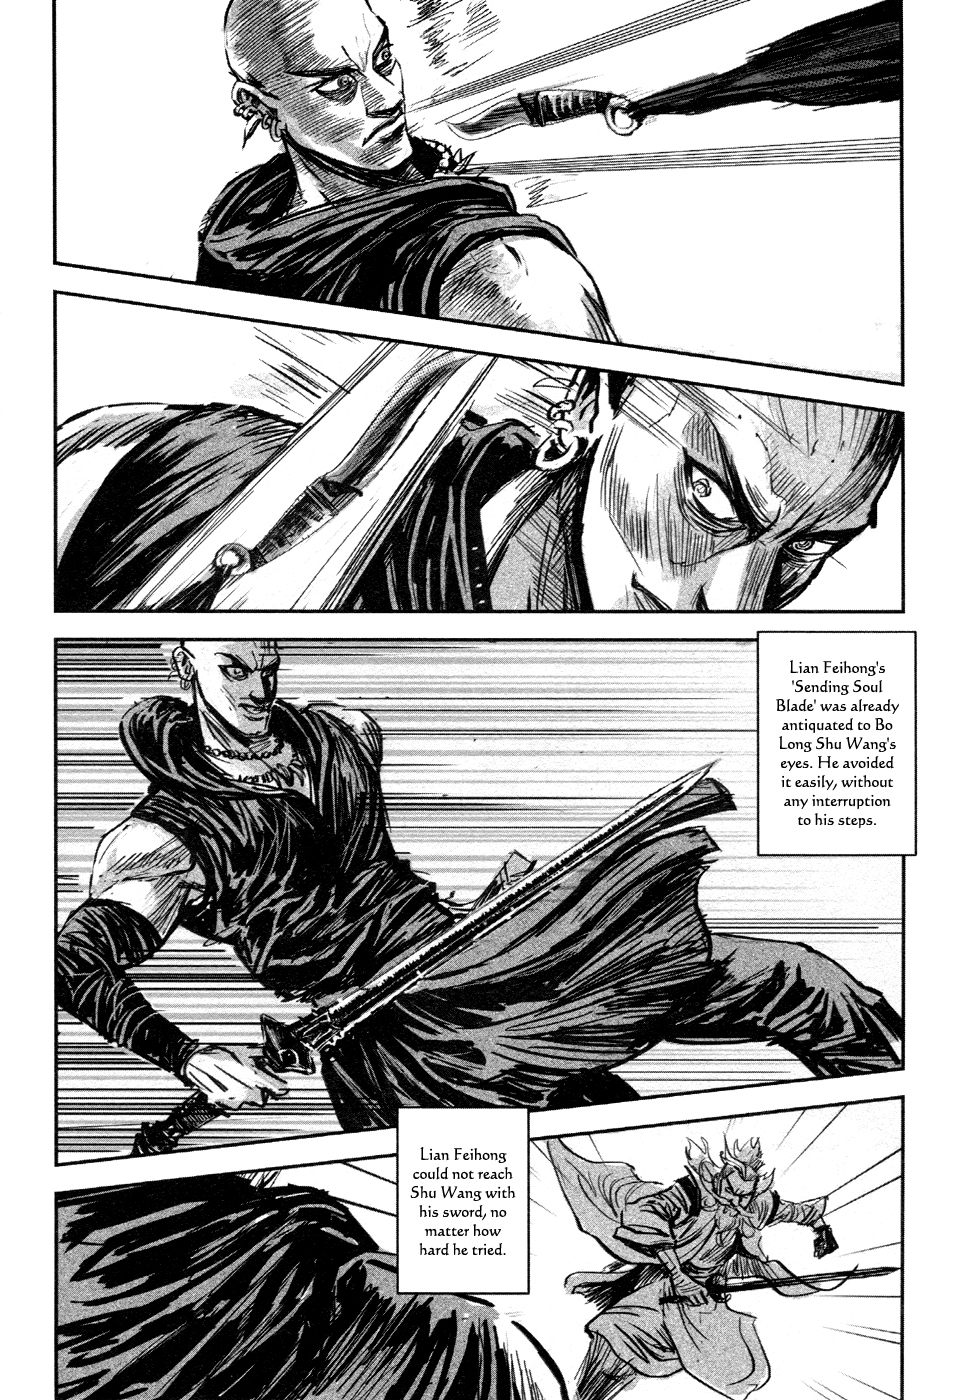 Lian Feihong's
'Sending Soul
Blade' was already
antiquated to Bo
Long Shu Wang's
eyes. He avoided
it easily, without
any interruption
to his steps.
Lian Feihong
could not reach
Shu Wang with
his sword, no
matter how
hard he tried.